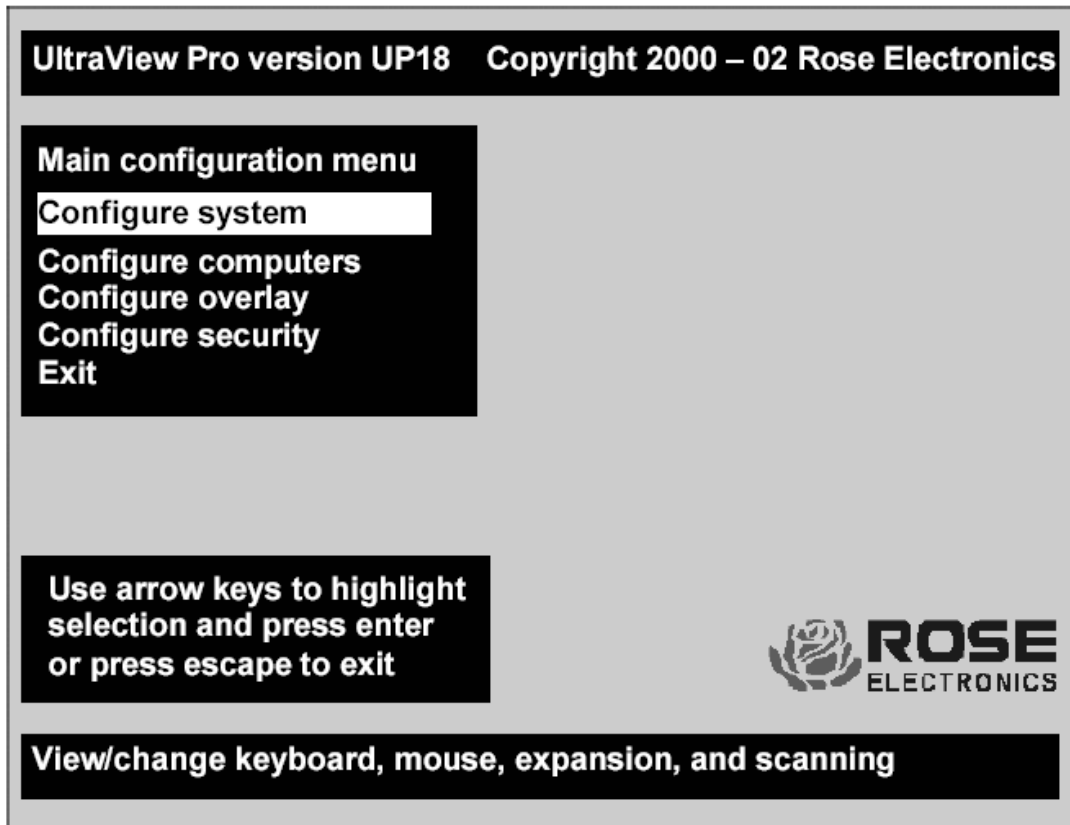 UltraView Pro version UP18 Copyright 2000 – 02 Rose Electronics
Main configuration menu
Configure system
Configure computers
Configure overlay
Configure security
Exit
Use arrow keys to highlight
selection and press enter
or press escape to exit
ROSE
ELECTRONICS
View/change keyboard, mouse, expansion, and scanning